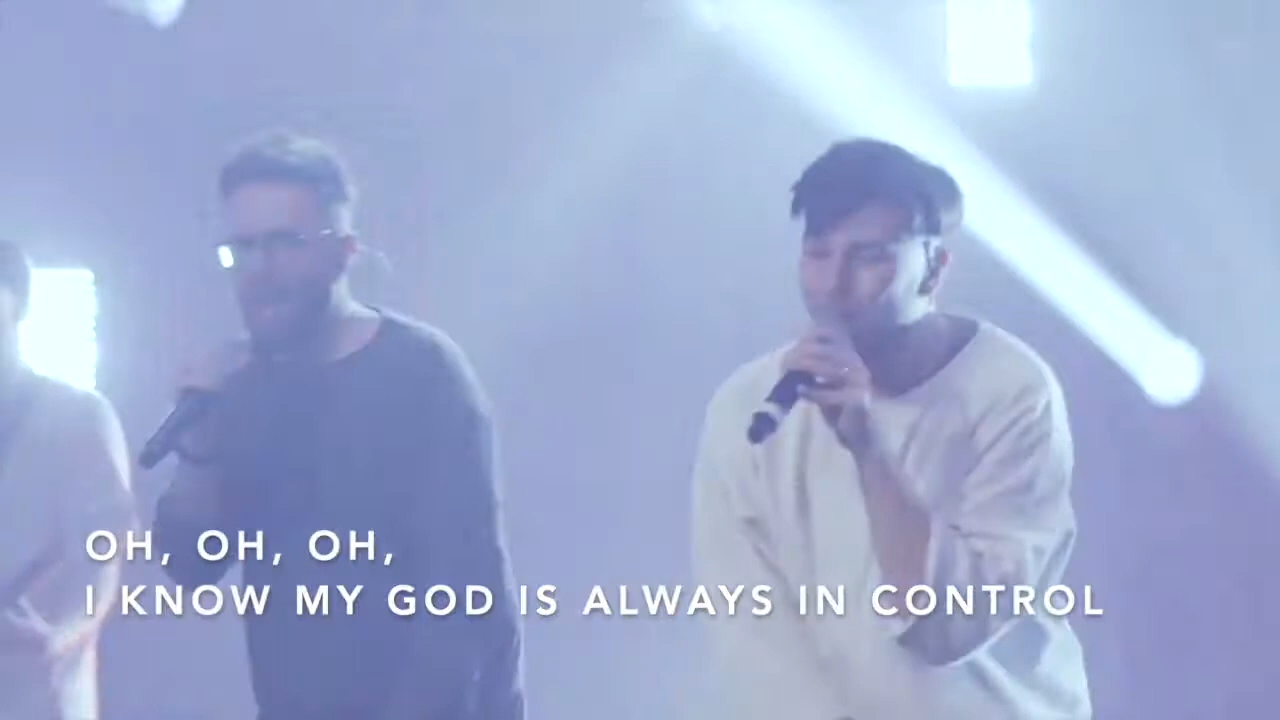 OH, OH, OH,
I KNOW MY GOD IS ALWAYS IN CONTROL